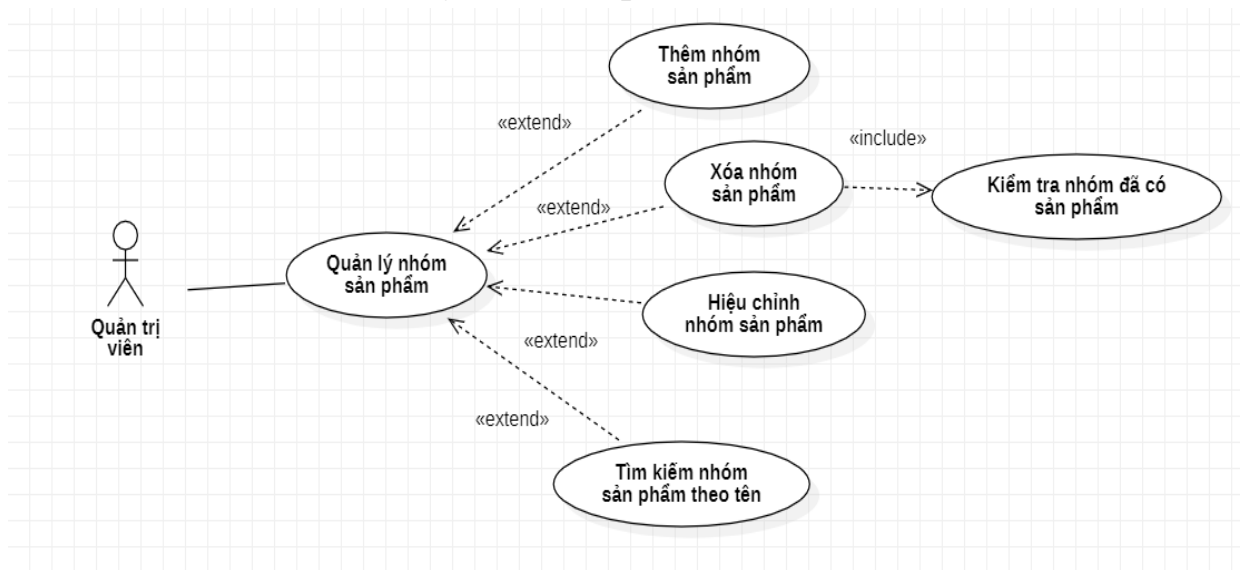 Thêm nhóm
sản phẩm
«extend»
«include»
Xóa nhóm
sản phẩm
Kiểm tra nhóm đã có
sản phẩm
«extend»
Quản lý nhóm
sản phẩm
Quản trị
viên
Hiệu chỉnh
nhóm sản phẩm
«extend»
«extend»
Tìm kiếm nhóm
sản phẩm theo tên